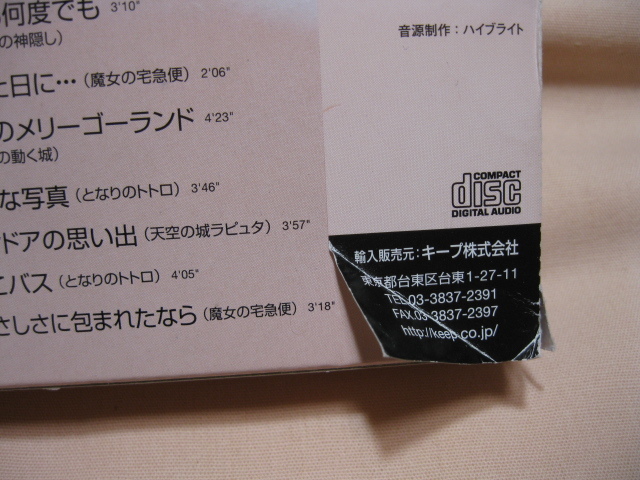 何度でも 3'10"
の神隠し）
日に…（魔女の宅急便）2'06"
のメリーゴーランド 4'23"
の動く城）
な写真（となりのトトロ）3'46"
ドアの思い出（天空の城ラピュタ）3'57"
こバス（となりのトトロ）4'05"
さしさに包まれたなら（魔女の宅急便）3'18"
音源制作：ハイブライト
COMPACT
disc
DIGITAL AUDIO
輸入販売元：キープ株式会社
東京都台東区台東1-27-11
TEL.03-3837-2391
FAX.03-3837-2397
http://keep.co.jp/